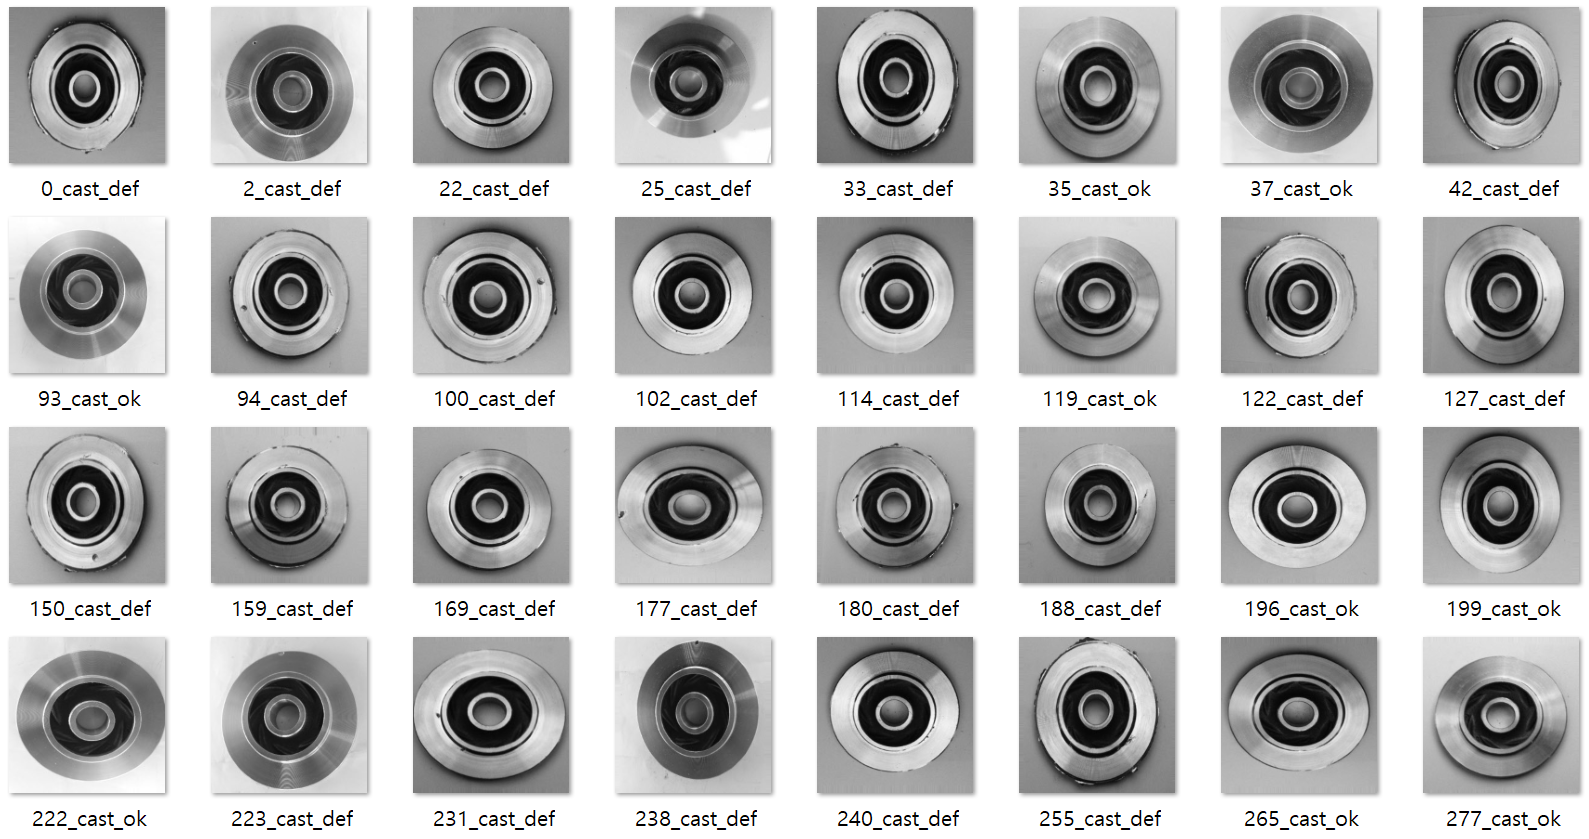 0_cast_def 2_cast_def 22_cast_def 25_cast_def 33_cast_def 35_cast_ok 37_cast_ok 42_cast_def
93_cast_ok 94_cast_def 100_cast_def 102_cast_def 114_cast_def 119_cast_ok 122_cast_def 127_cast_def
150_cast_def 159_cast_def 169_cast_def 177_cast_def 180_cast_def 188_cast_def 196_cast_ok 199_cast_ok
222_cast_ok 223_cast_def 231_cast_def 238_cast_def 240_cast_def 255_cast_def 265_cast_ok 277_cast_ok